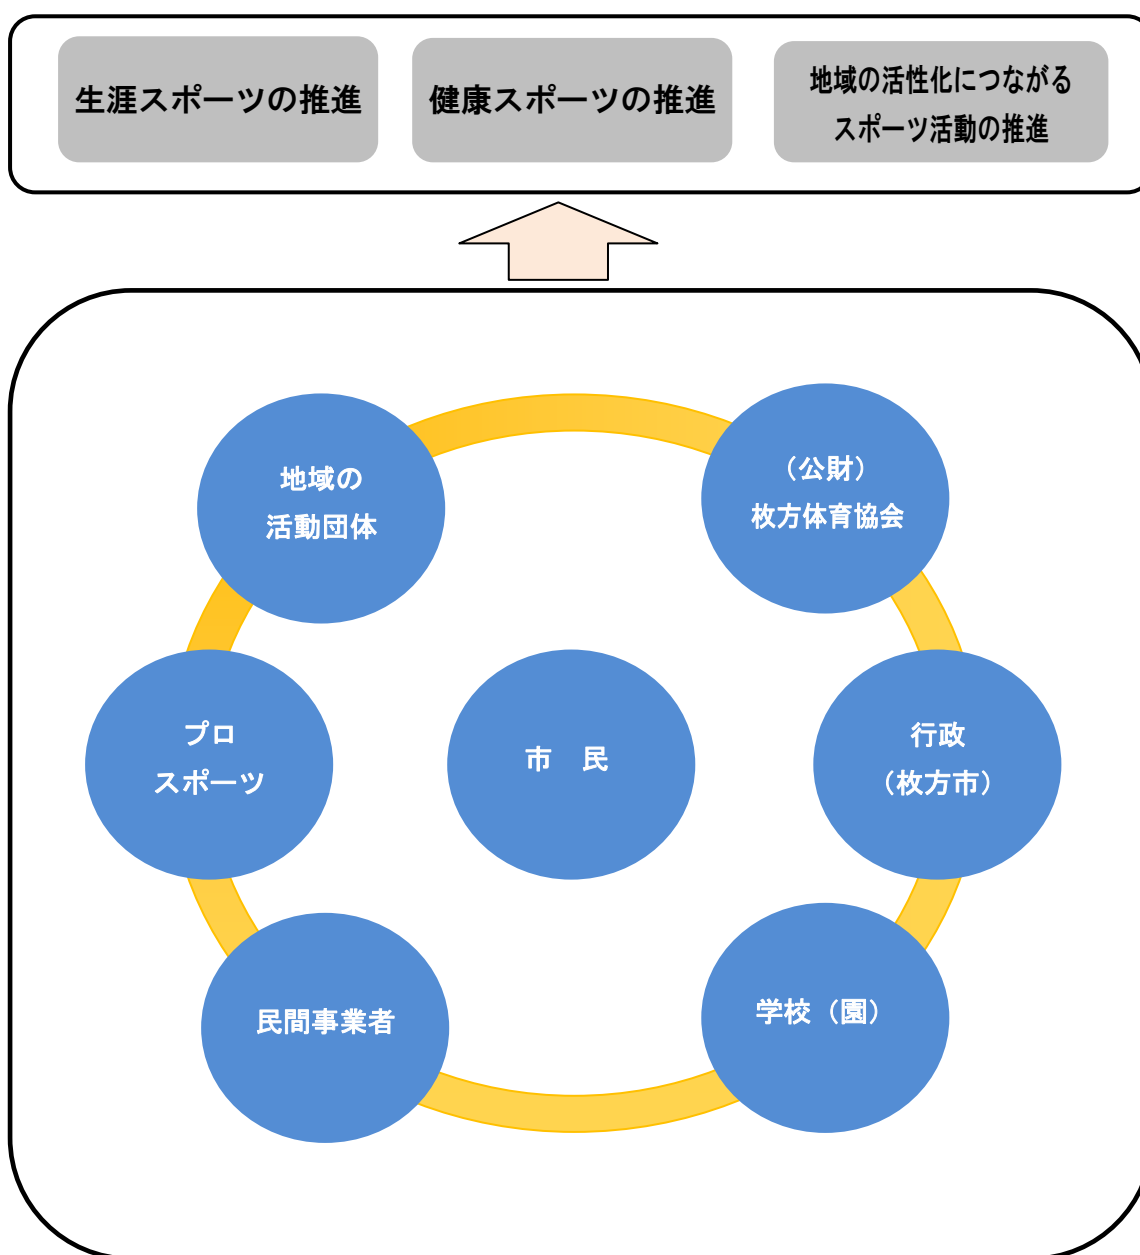 生涯スポーツの推進
健康スポーツの推進
地域の活性化につながる
スポーツ活動の推進
地域の
活動団体
（公財）
枚方体育協会
プロ
スポーツ
市　民
行政
（枚方市）
民間事業者
学校（園）